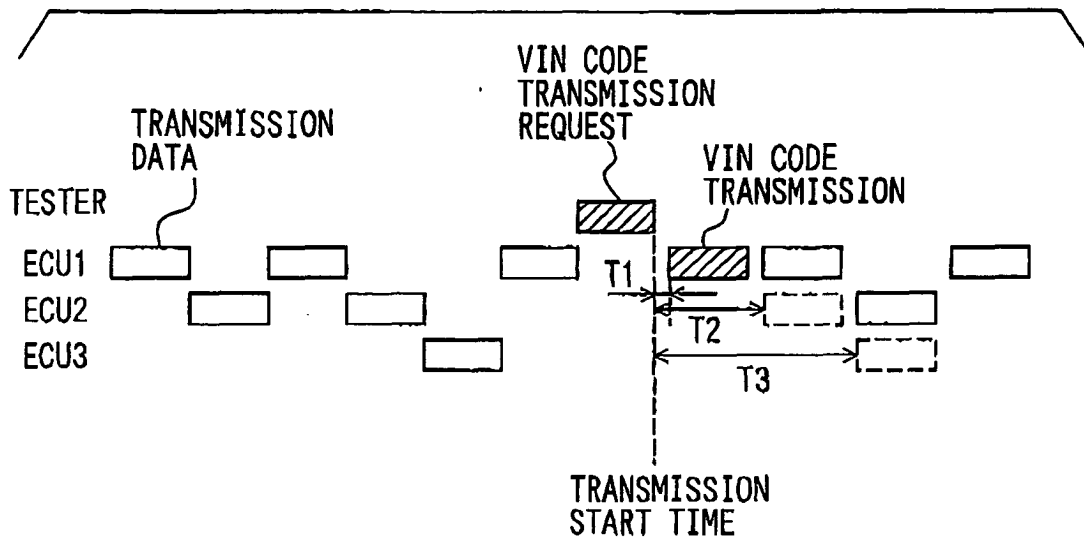 VIN CODE
TRANSMISSION
REQUEST
TRANSMISSION
DATA
VIN CODE
TRANSMISSION
TESTER
ECU1
T1
ECU2
T2
ECU3
T3
TRANSMISSION
START TIME